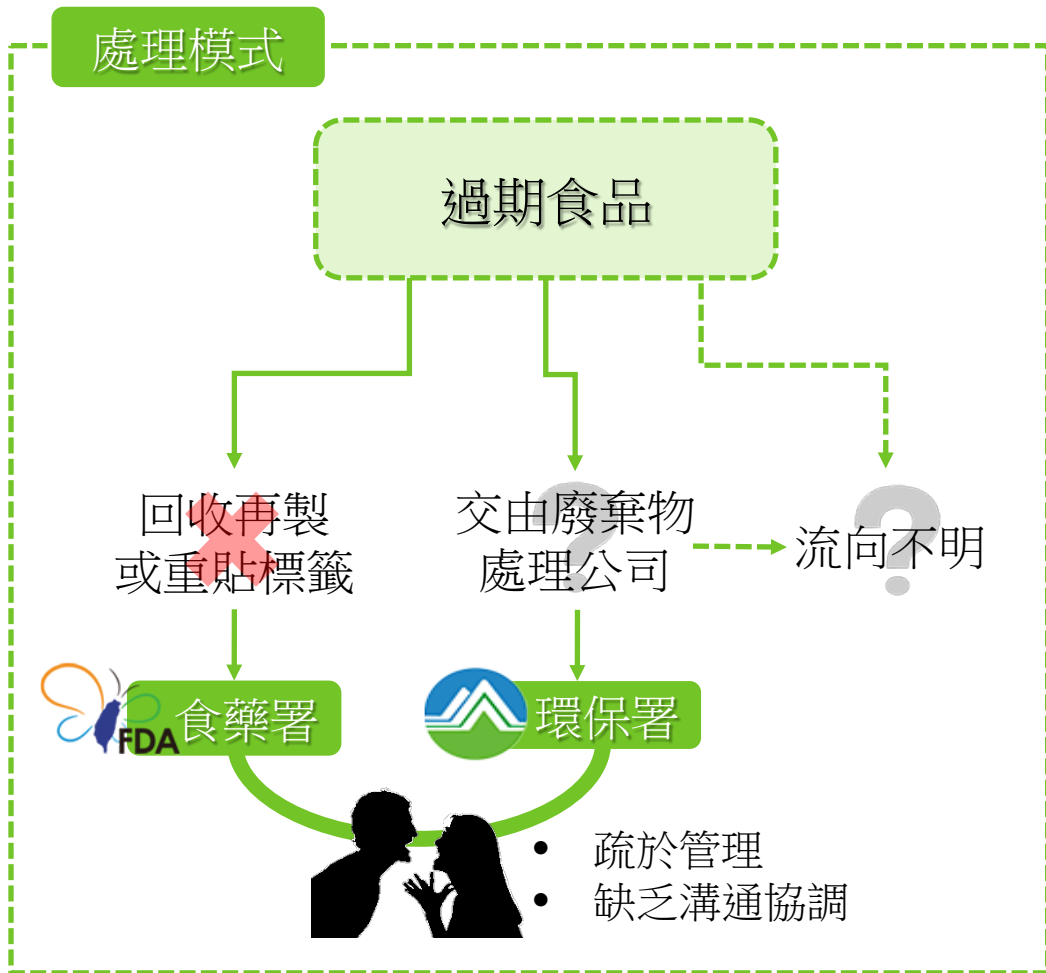 處理模式
過期食品
回收再製
或重貼標籤
交由廢棄物
處理公司
流向不明
FDA
食藥署
環保署
• 疏於管理
• 缺乏溝通協調